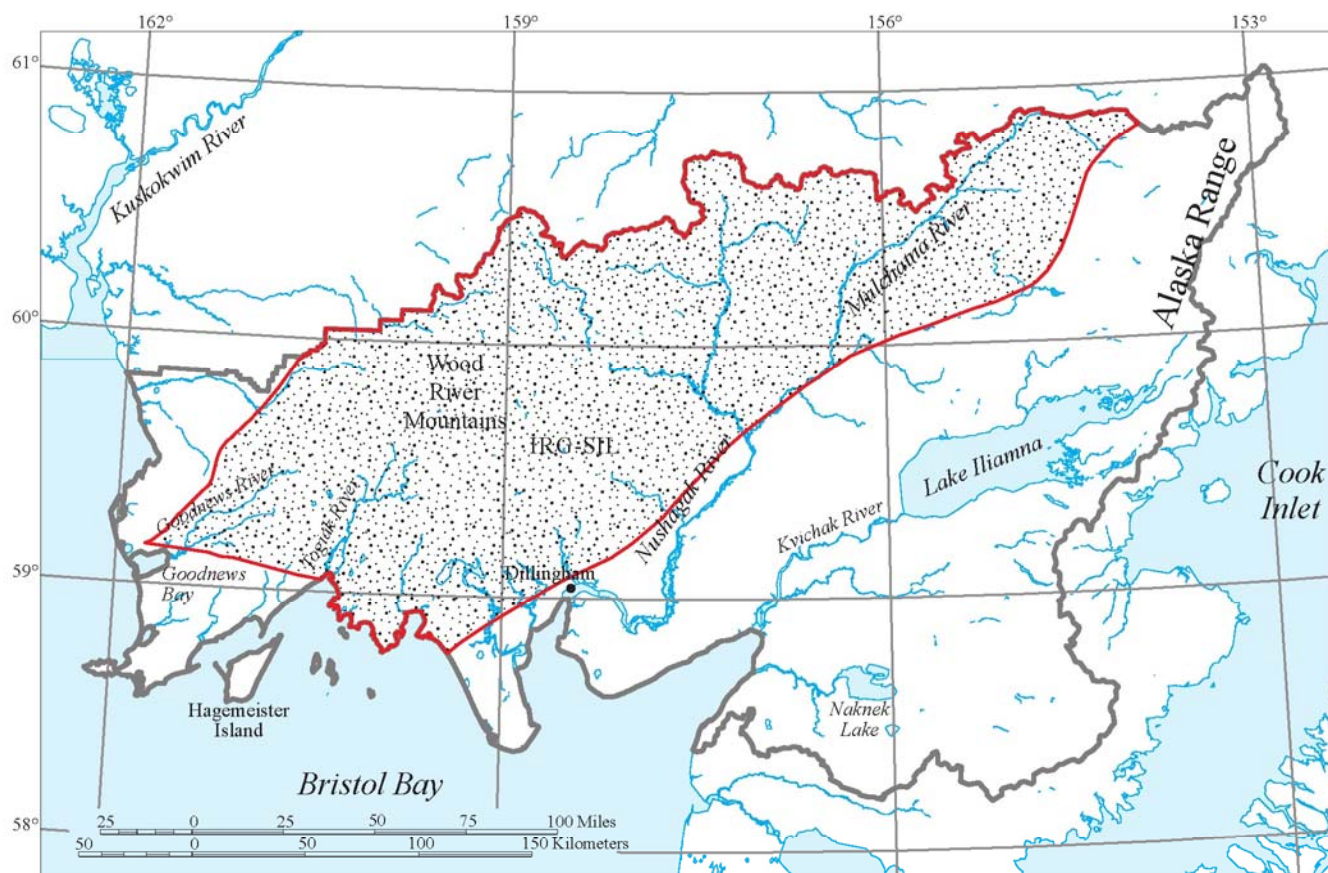 162°
159°
156°
153°
61°
Kuskokwim River
Alaska Range
Mulchatna River
60°
Wood
River
Mountains
IRG-SIL
Nushagak River
Lake Iliamna
Cook
Inlet
Goodnews River
Togiak River
Kvichak River
59°
Goodnews
Bay
Dillingham
Hagemeister
Island
Naknek
Lake
Bristol Bay
58°
25 0 25 50 75 100 Miles
50 0 50 100 150 Kilometers